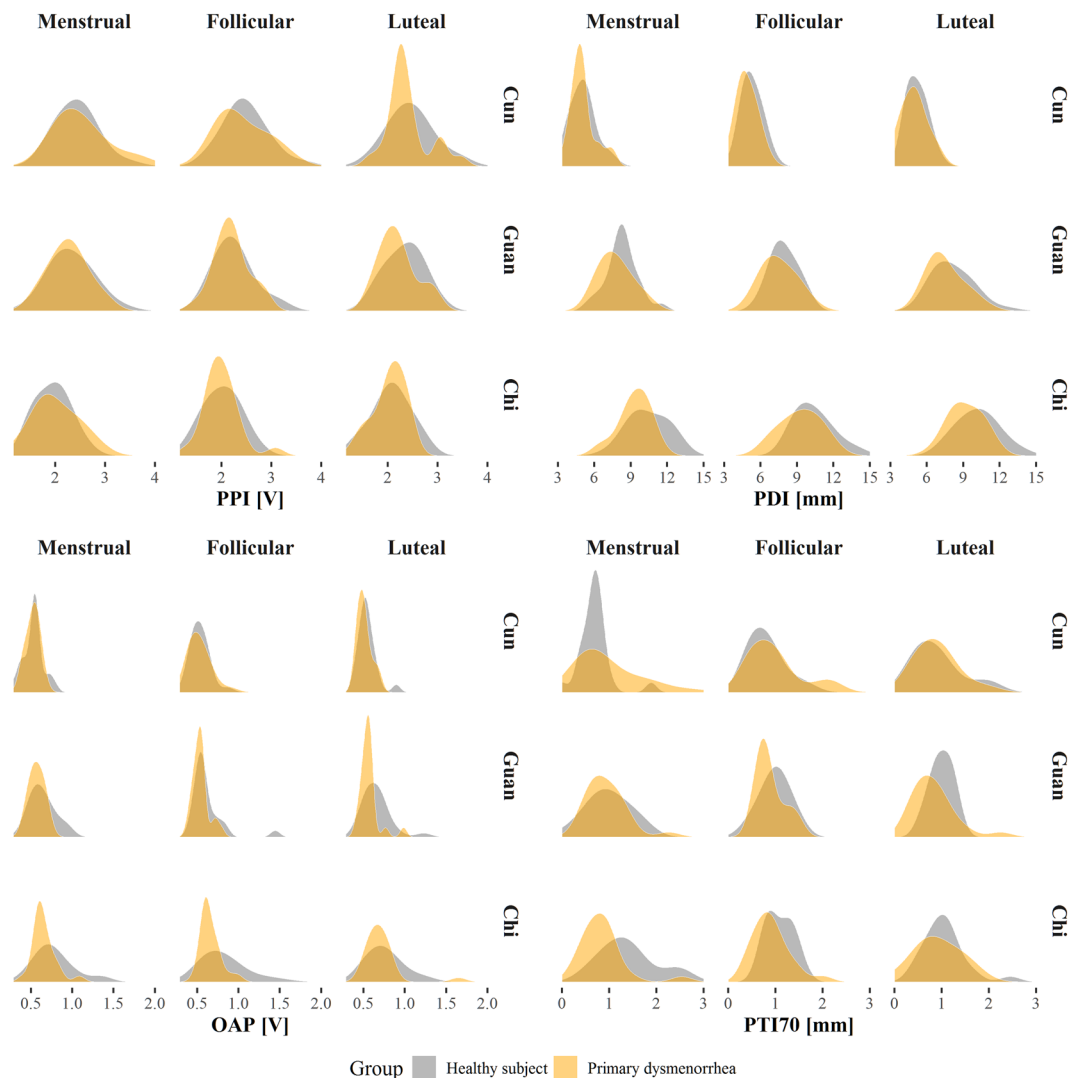 Menstrual Follicular Luteal Menstrual Follicular Luteal
Cun Cun
Guan Guan
Chi Chi
2 3 4 2 3 4 2 3 4 3 6 9 12 15 3 6 9 12 15 3 6 9 12 15
PPI [V] PDI [mm]
Menstrual Follicular Luteal Menstrual Follicular Luteal
Cun Cun
Guan Guan
Chi Chi
0.5 1.0 1.5 2.0 0.5 1.0 1.5 2.0 0.5 1.0 1.5 2.0 0 1 2 3 0 1 2 3 0 1 2 3
OAP [V] PTI70 [mm]
Group Healthy subject Primary dysmenorrhea